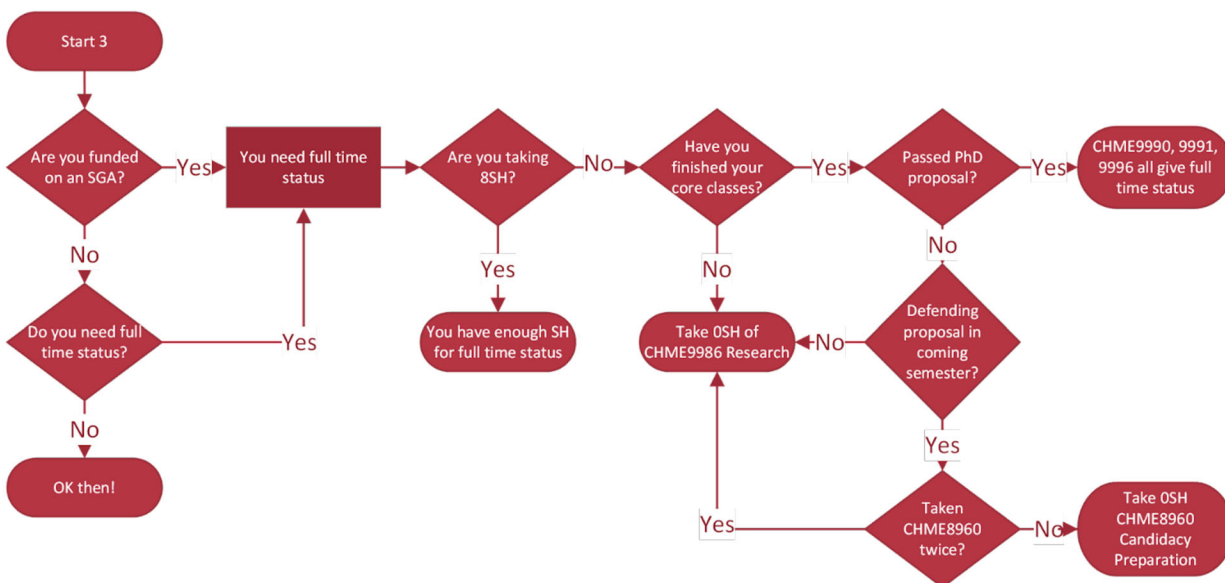 Start 3
Are you funded
on an SGA?
Yes
You need full time
status
Are you taking
8SH?
No
Have you
finished your
core classes?
Yes
Passed PhD
proposal?
Yes
CHME9990, 9991,
9996 all give full
time status
No
Yes
No
No
Do you need full
time status?
Yes
You have enough SH
for full time status
Take 0SH of
CHME9986 Research
No
Defending
proposal in
coming
semester?
No
Yes
OK then!
Yes
Taken
CHME8960
twice?
No
Take 0SH
CHME8960
Candidacy
Preparation